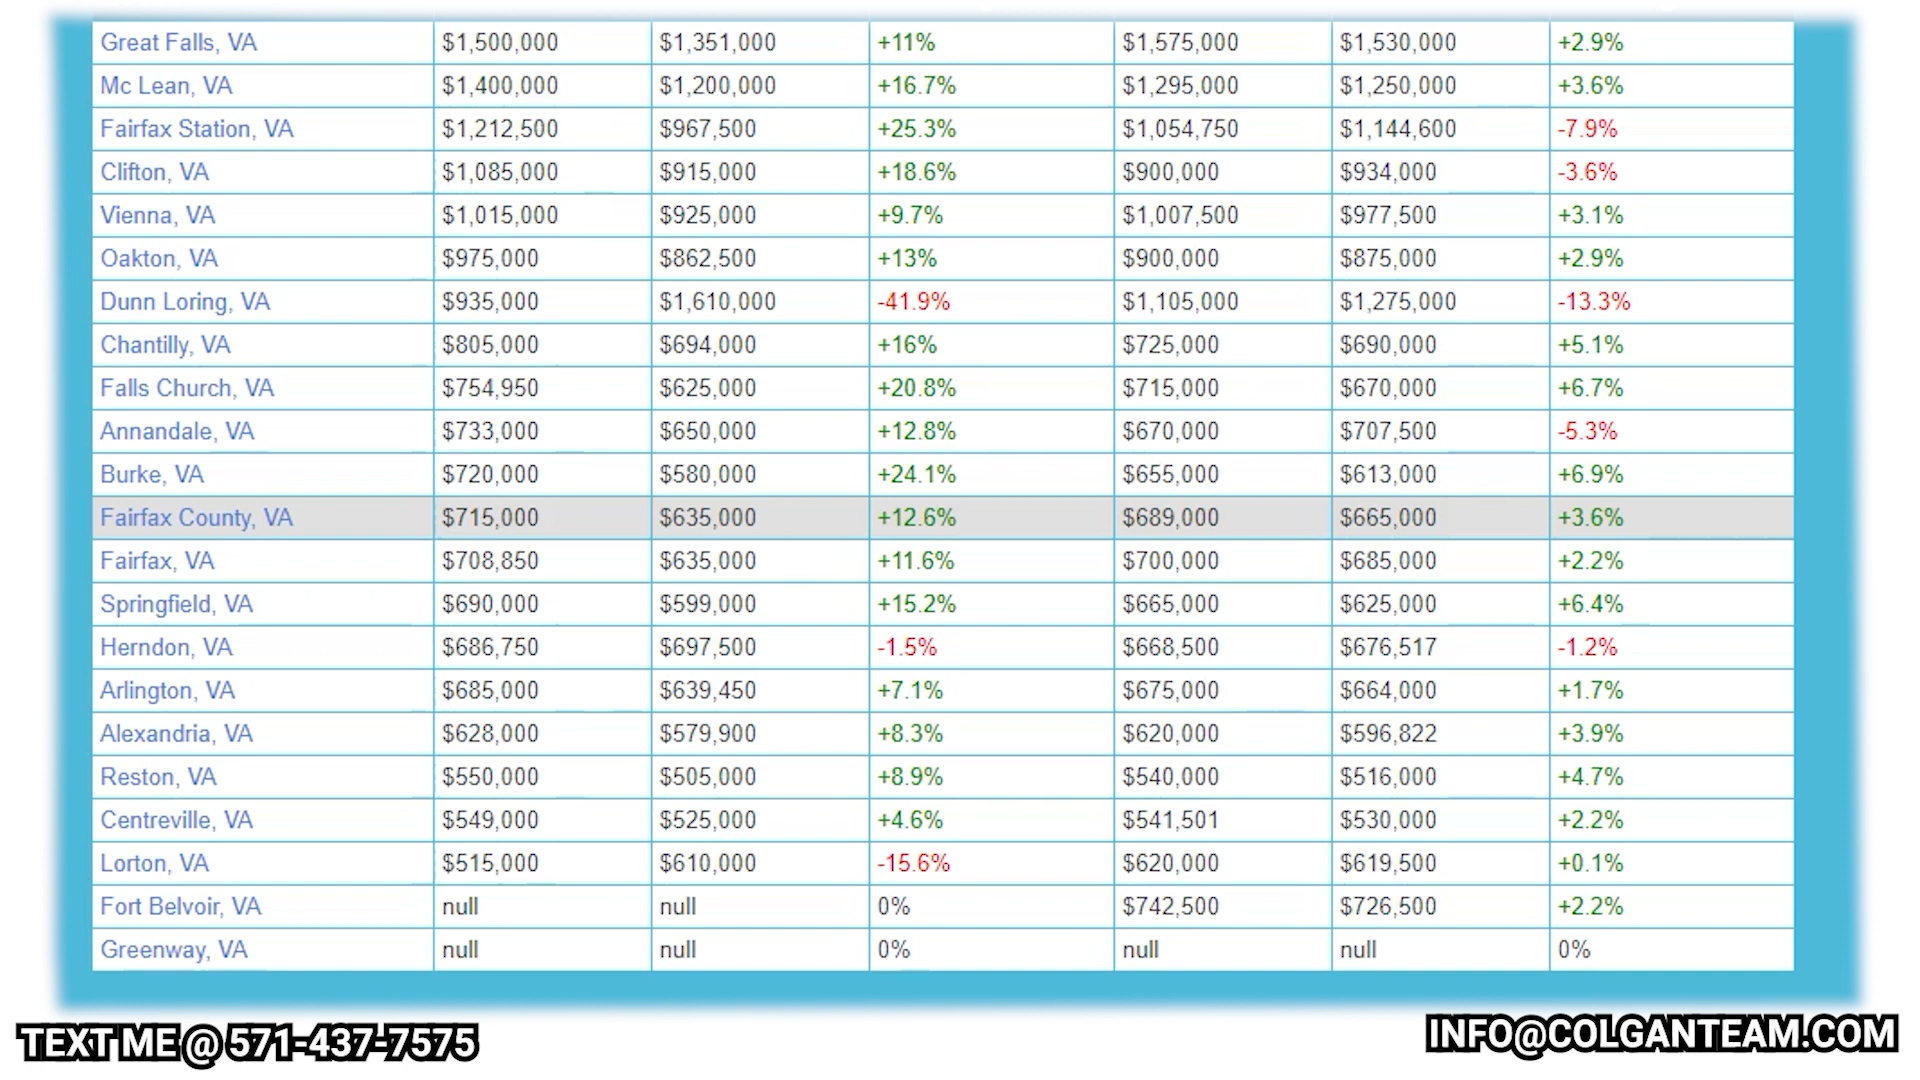 Great Falls, VA $1,500,000 $1,351,000 +11% $1,575,000 $1,530,000 +2.9%
Mc Lean, VA $1,400,000 $1,200,000 +16.7% $1,295,000 $1,250,000 +3.6%
Fairfax Station, VA $1,212,500 $967,500 +25.3% $1,054,750 $1,144,600 -7.9%
Clifton, VA $1,085,000 $915,000 +18.6% $900,000 $934,000 -3.6%
Vienna, VA $1,015,000 $925,000 +9.7% $1,007,500 $977,500 +3.1%
Oakton, VA $975,000 $862,500 +13% $900,000 $875,000 +2.9%
Dunn Loring, VA $935,000 $1,610,000 -41.9% $1,105,000 $1,275,000 -13.3%
Chantilly, VA $805,000 $694,000 +16% $725,000 $690,000 +5.1%
Falls Church, VA $754,950 $625,000 +20.8% $715,000 $670,000 +6.7%
Annandale, VA $733,000 $650,000 +12.8% $670,000 $707,500 -5.3%
Burke, VA $720,000 $580,000 +24.1% $655,000 $613,000 +6.9%
Fairfax County, VA $715,000 $635,000 +12.6% $689,000 $665,000 +3.6%
Fairfax, VA $708,850 $635,000 +11.6% $700,000 $685,000 +2.2%
Springfield, VA $690,000 $599,000 +15.2% $665,000 $625,000 +6.4%
Herndon, VA $686,750 $697,500 -1.5% $668,500 $676,517 -1.2%
Arlington, VA $685,000 $639,450 +7.1% $675,000 $664,000 +1.7%
Alexandria, VA $628,000 $579,900 +8.3% $620,000 $596,822 +3.9%
Reston, VA $550,000 $505,000 +8.9% $540,000 $516,000 +4.7%
Centreville, VA $549,000 $525,000 +4.6% $541,501 $530,000 +2.2%
Lorton, VA $515,000 $610,000 -15.6% $620,000 $619,500 +0.1%
Fort Belvoir, VA null null 0% $742,500 $726,500 +2.2%
Greenway, VA null null 0% null null 0%
TEXT ME @ 571-437-7575
INFO@COLGANTEAM.COM